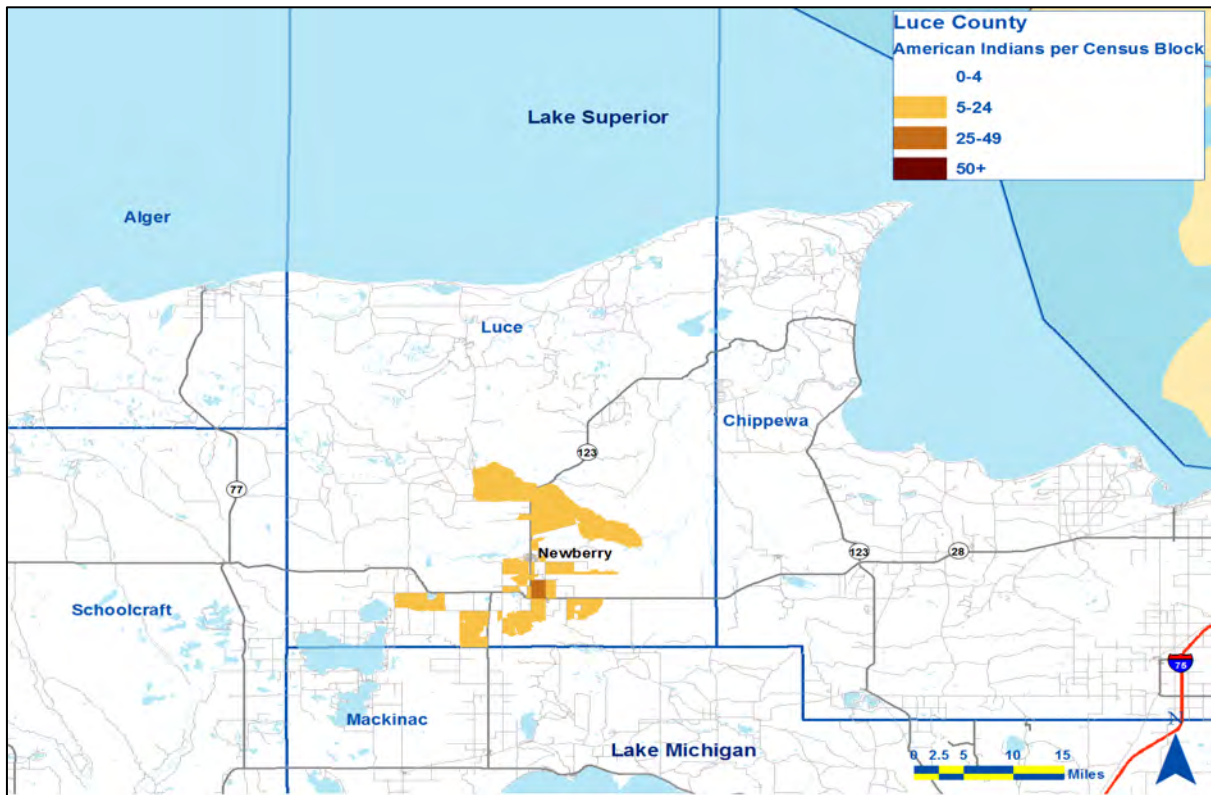 Luce County
American Indians per Census Block
0-4
5-24
25-49
50+
Lake Superior
Alger
Luce
Chippewa
123
77
Newberry
123
28
Schoolcraft
75
Mackinac
N
Lake Michigan
0 2.5 5 10 15
Miles